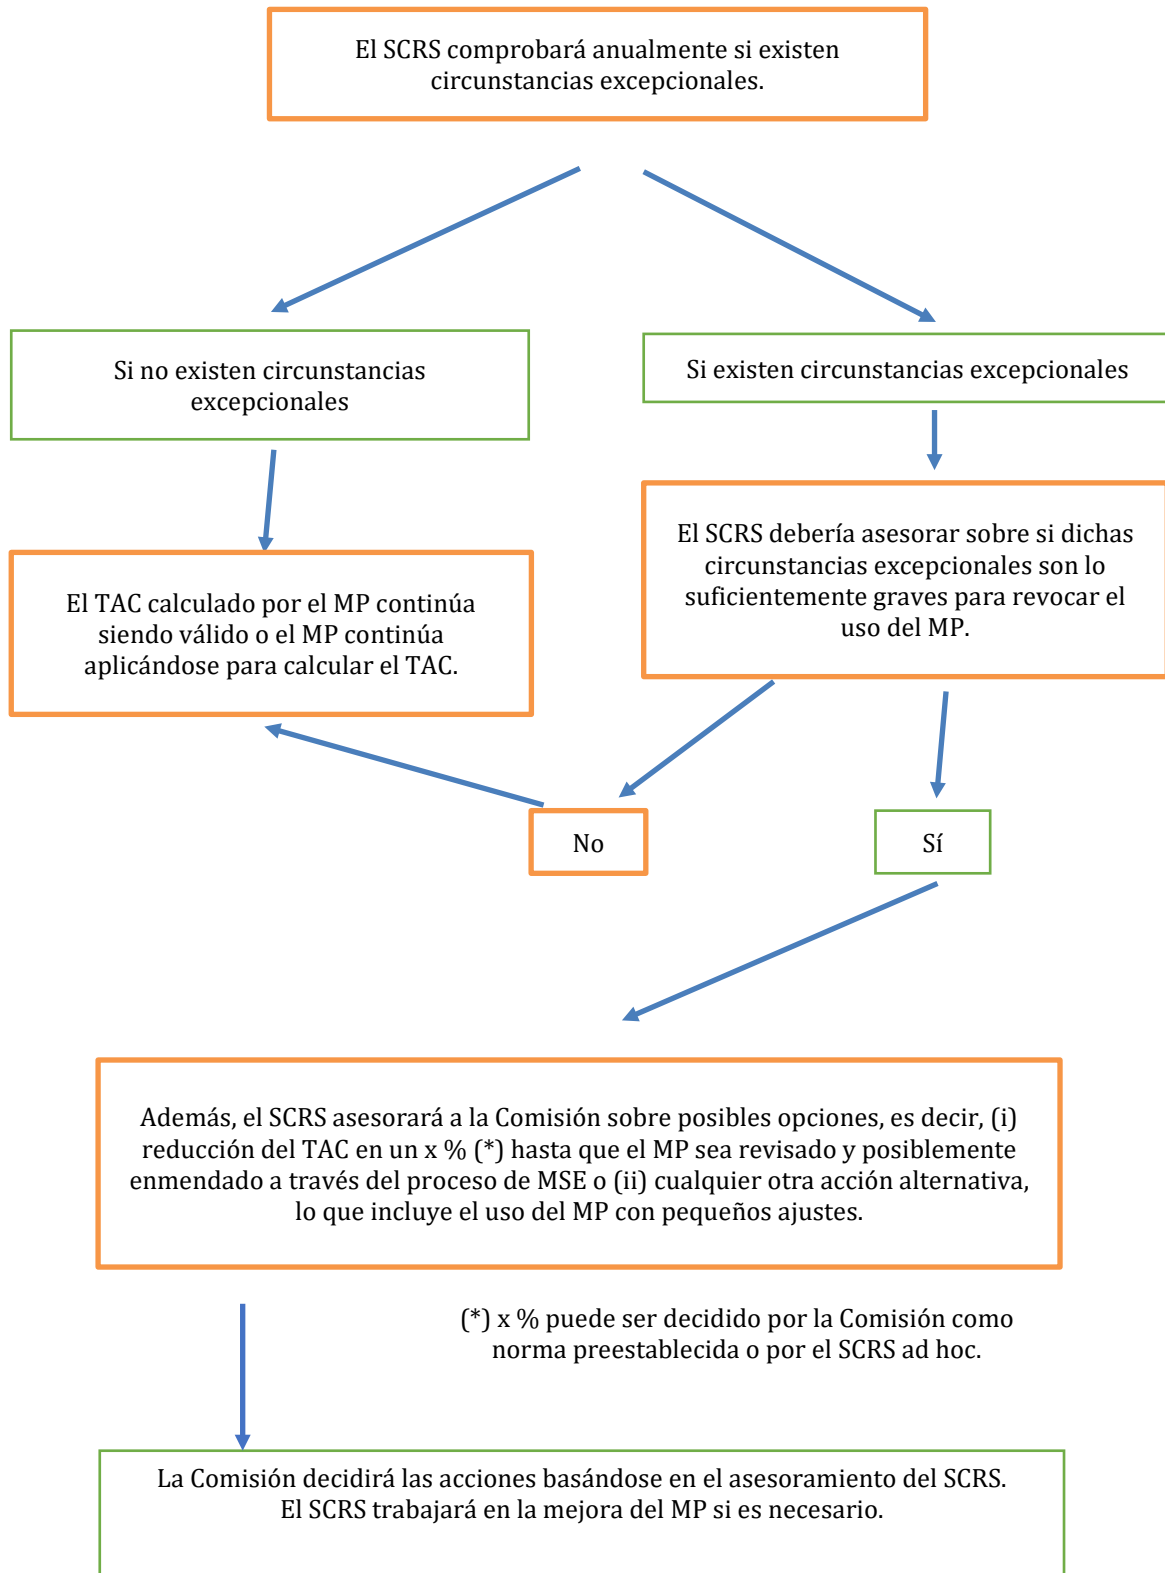 El SCRS comprobará anualmente si existen
circunstancias excepcionales.
Si no existen circunstancias
excepcionales
Si existen circunstancias excepcionales
El TAC calculado por el MP continúa
siendo válido o el MP continúa
aplicándose para calcular el TAC.
El SCRS debería asesorar sobre si dichas
circunstancias excepcionales son lo
suficientemente graves para revocar el
uso del MP.
No
Sí
Además, el SCRS asesorará a la Comisión sobre posibles opciones, es decir, (i)
reducción del TAC en un x % (*) hasta que el MP sea revisado y posiblemente
enmendado a través del proceso de MSE o (ii) cualquier otra acción alternativa,
lo que incluye el uso del MP con pequeños ajustes.
(*) x % puede ser decidido por la Comisión como
norma preestablecida o por el SCRS ad hoc.
La Comisión decidirá las acciones basándose en el asesoramiento del SCRS.
El SCRS trabajará en la mejora del MP si es necesario.